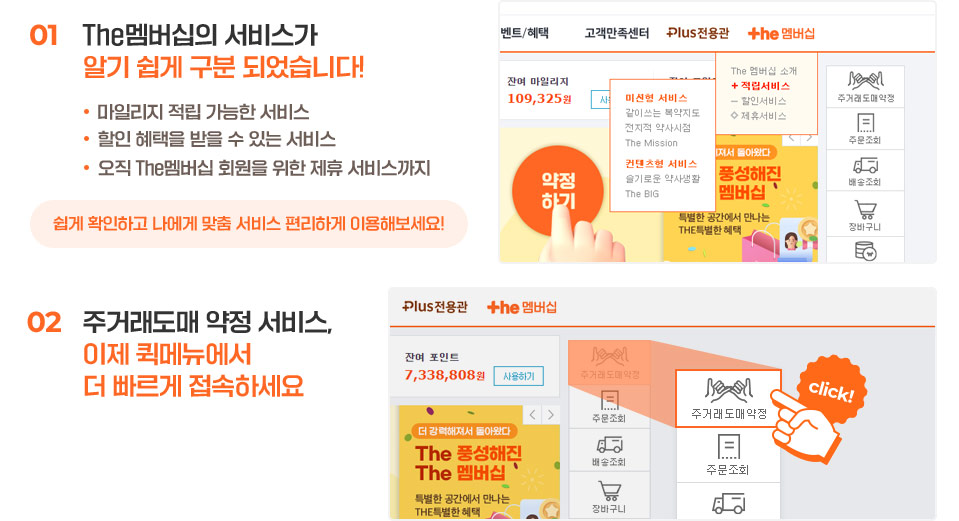 01
The멤버십의 서비스가
알기 쉽게 구분 되었습니다!
• 마일리지 적립 가능한 서비스
• 할인 혜택을 받을 수 있는 서비스
• 오직 The멤버십 회원을 위한 제휴 서비스까지
쉽게 확인하고 나에게 맞춤 서비스 편리하게 이용해보세요!
벤트/혜택 고객만족센터 Plus전용관 The 멤버십
잔여 마일리지
109,325원
The 멤버십 소개
+ 적립서비스
– 할인서비스
◇ 제휴서비스
미션형 서비스
같이쓰는 복약지도
전지적 약사시점
The Mission
컨텐츠형 서비스
슬기로운 약사생활
The BIG
약정
하기
져서 돌아왔다
풍성해진
멤버십
특별한 공간에서 만나는
THE특별한 혜택
주거래도매약정
주문조회
배송조회
장바구니
02
주거래도매 약정 서비스,
이제 퀵메뉴에서
더 빠르게 접속하세요
Plus전용관 The 멤버십
잔여 포인트
7,338,808원 사용하기
더 강력해져서 돌아왔다
The 풍성해진
The 멤버십
특별한 공간에서 만나는
THE특별한 혜택
주거래도매약정
주문조회
배송조회
장바구니
주거래도매약정
주문조회
click!